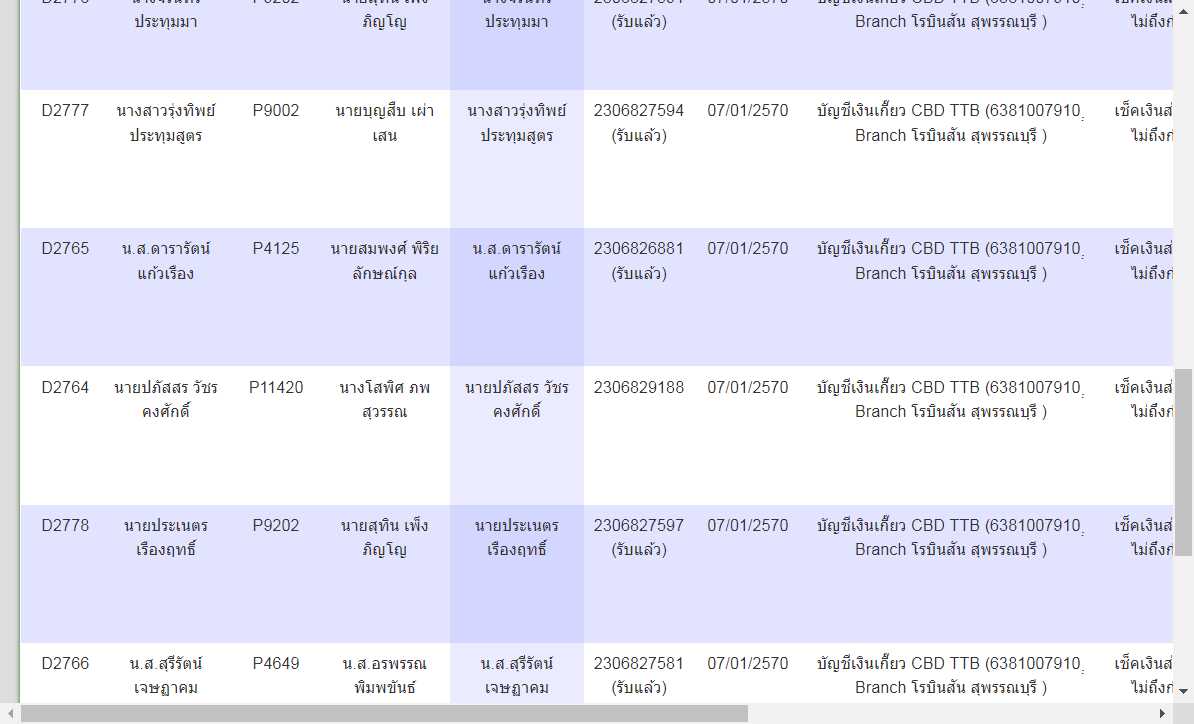 ประทุมมา ภิญโญ ประทุมมา (รับแล้ว) Branch โรบินสัน สุพรรณบุรี ) ไม่ถึงก
D2777 นางสาวรุ่งทิพย์ P9002 นายบุญสืบ เผ่า นางสาวรุ่งทิพย์ 2306827594 07/01/2570 บัญชีเงินเกี๊ยว CBD TTB (6381007910 ฺ เช็คเงินส่
ประทุมสูตร เสน ประทุมสูตร (รับแล้ว) Branch โรบินสัน สุพรรณบุรี ) ไม่ถึงก
D2765 น.ส.ดารารัตน์ P4125 นายสมพงศ์ พิริย น.ส.ดารารัตน์ 2306826881 07/01/2570 บัญชีเงินเกี๊ยว CBD TTB (6381007910 ฺ เช็คเงินส่
แก้วเรือง ลักษณ์กุล แก้วเรือง (รับแล้ว) Branch โรบินสัน สุพรรณบุรี ) ไม่ถึงก
D2764 นายปภัสสร วัชร P11420 นางโสพิศ ภพ นายปภัสสร วัชร 2306829188 07/01/2570 บัญชีเงินเกี๊ยว CBD TTB (6381007910 ฺ เช็คเงินส่
คงศักดิ์ สุวรรณ คงศักดิ์ Branch โรบินสัน สุพรรณบุรี ) ไม่ถึงก
D2778 นายประเนตร P9202 นายสุทิน เพ็ง นายประเนตร 2306827597 07/01/2570 บัญชีเงินเกี๊ยว CBD TTB (6381007910 ฺ เช็คเงินส่
เรืองฤทธิ์ ภิญโญ เรืองฤทธิ์ (รับแล้ว) Branch โรบินสัน สุพรรณบุรี ) ไม่ถึงก
D2766 น.ส.สุรีรัตน์ P4649 น.ส.อรพรรณ น.ส.สุรีรัตน์ 2306827581 07/01/2570 บัญชีเงินเกี๊ยว CBD TTB (6381007910 ฺ เช็คเงินส่
เจษฏาคม พิมพขันธ์ เจษฏาคม (รับแล้ว) Branch โรบินสัน สุพรรณบุรี ) ไม่ถึงก